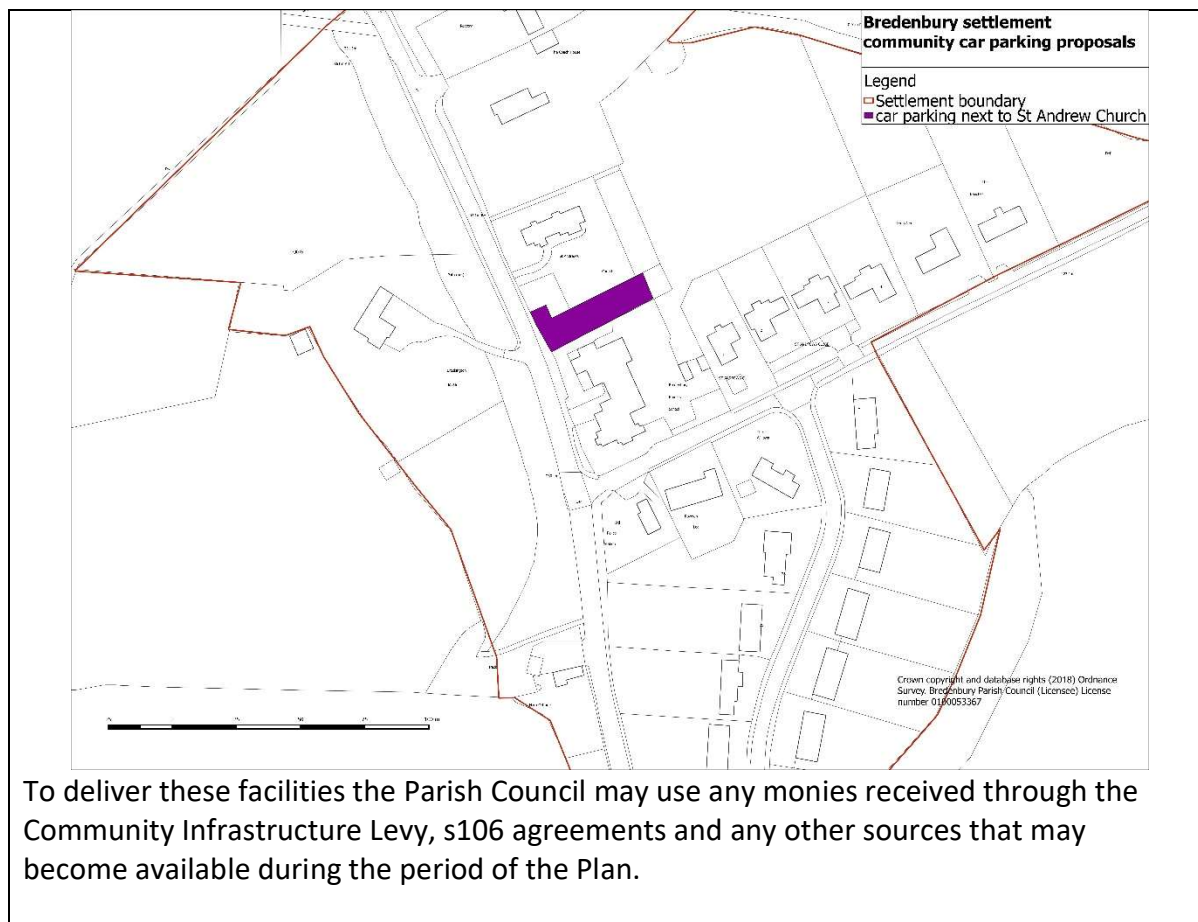 Bredenbury settlement
community car parking proposals
Legend
Settlement boundary
car parking next to St Andrew Church
Crown copyright and database rights (2018) Ordnance
Survey. Bredenbury Parish Council (Licensee) License
number 0100053367
To deliver these facilities the Parish Council may use any monies received through the
Community Infrastructure Levy, s106 agreements and any other sources that may
become available during the period of the Plan.